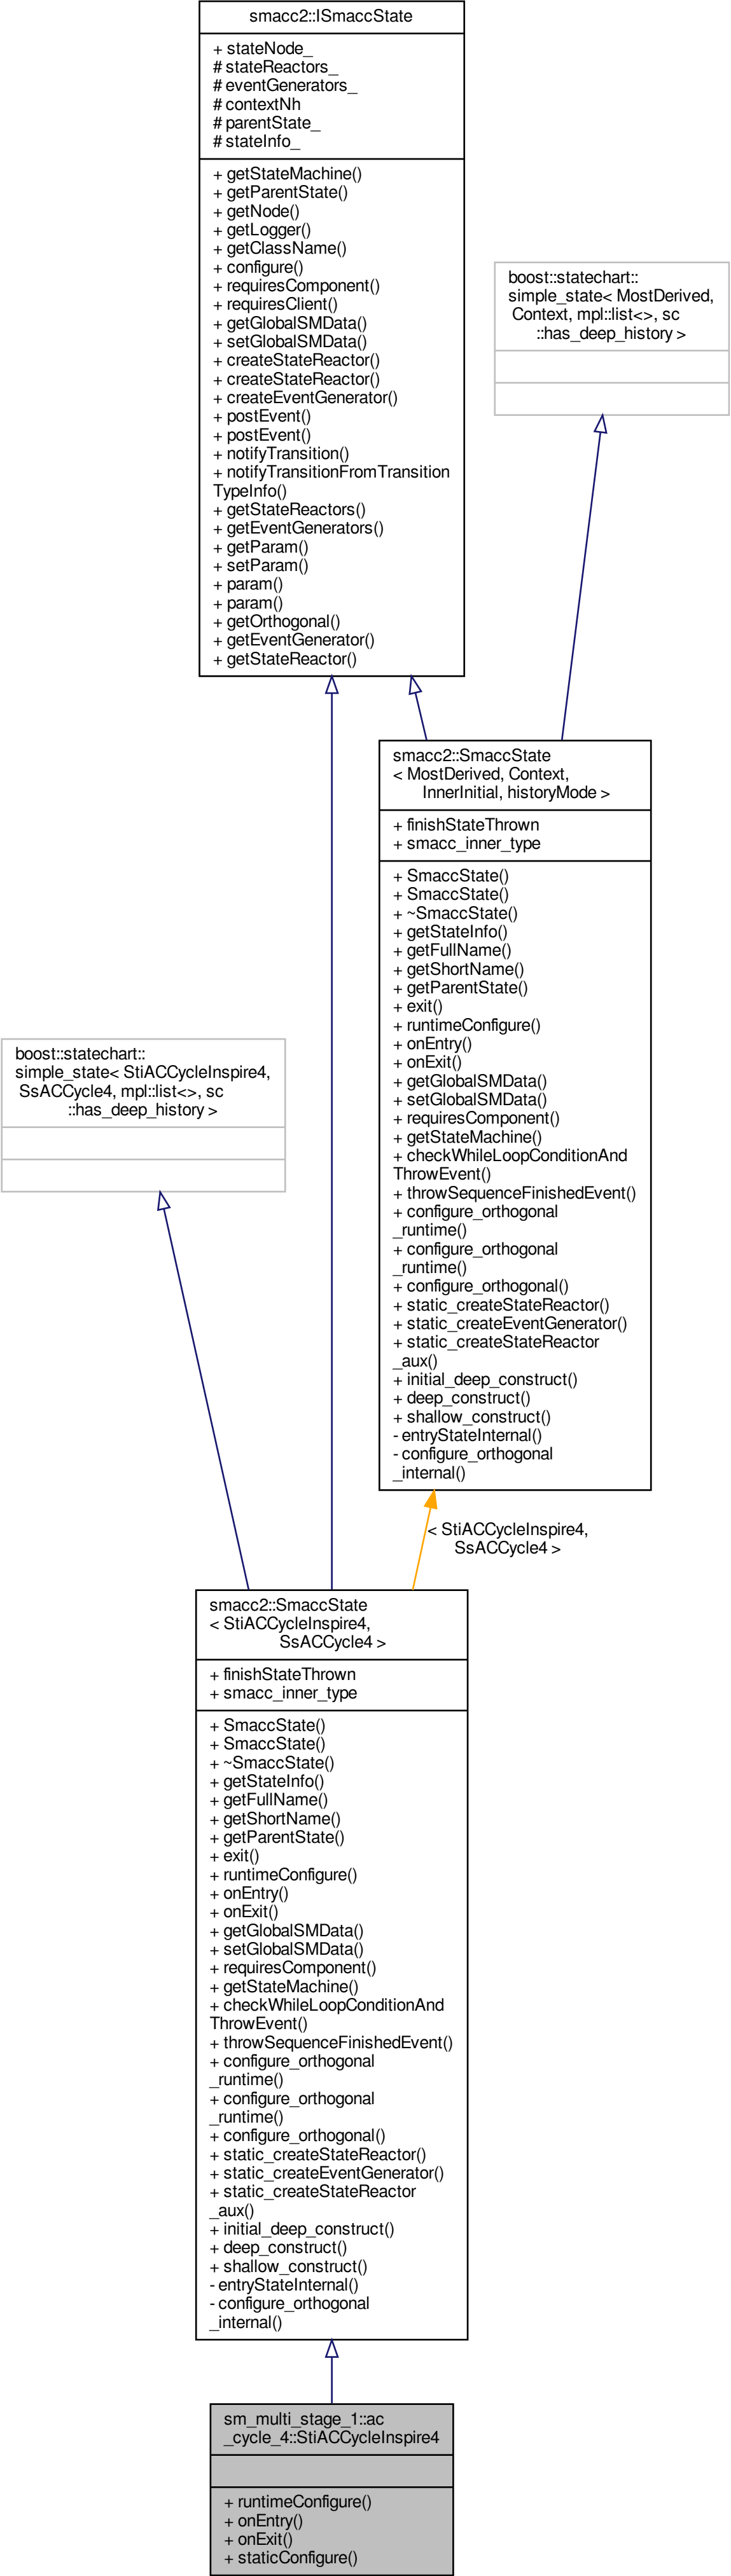 smacc2::ISmaccState
+ stateNode_
# stateReactors_
# eventGenerators_
# contextNh
# parentState_
# stateInfo_
+ getStateMachine()
+ getParentState()
+ getNode()
+ getLogger()
+ getClassName()
+ configure()
+ requiresComponent()
+ requiresClient()
+ getGlobalSMData()
+ setGlobalSMData()
+ createStateReactor()
+ createStateReactor()
+ createEventGenerator()
+ postEvent()
+ postEvent()
+ notifyTransition()
+ notifyTransitionFromTransition
TypeInfo()
+ getStateReactors()
+ getEventGenerators()
+ getParam()
+ setParam()
+ param()
+ param()
+ getOrthogonal()
+ getEventGenerator()
+ getStateReactor()
boost::statechart::
simple_state< MostDerived,
Context, mpl::list<>, sc
::has_deep_history >
smacc2::SmaccState
< MostDerived, Context,
InnerInitial, historyMode >
+ finishStateThrown
+ smacc_inner_type
+ SmaccState()
+ SmaccState()
+ ~SmaccState()
+ getStateInfo()
+ getFullName()
+ getShortName()
+ getParentState()
+ exit()
+ runtimeConfigure()
+ onEntry()
+ onExit()
+ getGlobalSMData()
+ setGlobalSMData()
+ requiresComponent()
+ getStateMachine()
+ checkWhileLoopConditionAnd
ThrowEvent()
+ throwSequenceFinishedEvent()
+ configure_orthogonal
_runtime()
+ configure_orthogonal
_runtime()
+ configure_orthogonal()
+ static_createStateReactor()
+ static_createEventGenerator()
+ static_createStateReactor
_aux()
+ initial_deep_construct()
+ deep_construct()
+ shallow_construct()
- entryStateInternal()
- configure_orthogonal
_internal()
boost::statechart::
simple_state< StiACCycleInspire4,
SsACCycle4, mpl::list<>, sc
::has_deep_history >
< StiACCycleInspire4,
SsACCycle4 >
smacc2::SmaccState
< StiACCycleInspire4,
SsACCycle4 >
+ finishStateThrown
+ smacc_inner_type
+ SmaccState()
+ SmaccState()
+ ~SmaccState()
+ getStateInfo()
+ getFullName()
+ getShortName()
+ getParentState()
+ exit()
+ runtimeConfigure()
+ onEntry()
+ onExit()
+ getGlobalSMData()
+ setGlobalSMData()
+ requiresComponent()
+ getStateMachine()
+ checkWhileLoopConditionAnd
ThrowEvent()
+ throwSequenceFinishedEvent()
+ configure_orthogonal
_runtime()
+ configure_orthogonal
_runtime()
+ configure_orthogonal()
+ static_createStateReactor()
+ static_createEventGenerator()
+ static_createStateReactor
_aux()
+ initial_deep_construct()
+ deep_construct()
+ shallow_construct()
- entryStateInternal()
- configure_orthogonal
_internal()
sm_multi_stage_1::ac
_cycle_4::StiACCycleInspire4
+ runtimeConfigure()
+ onEntry()
+ onExit()
+ staticConfigure()